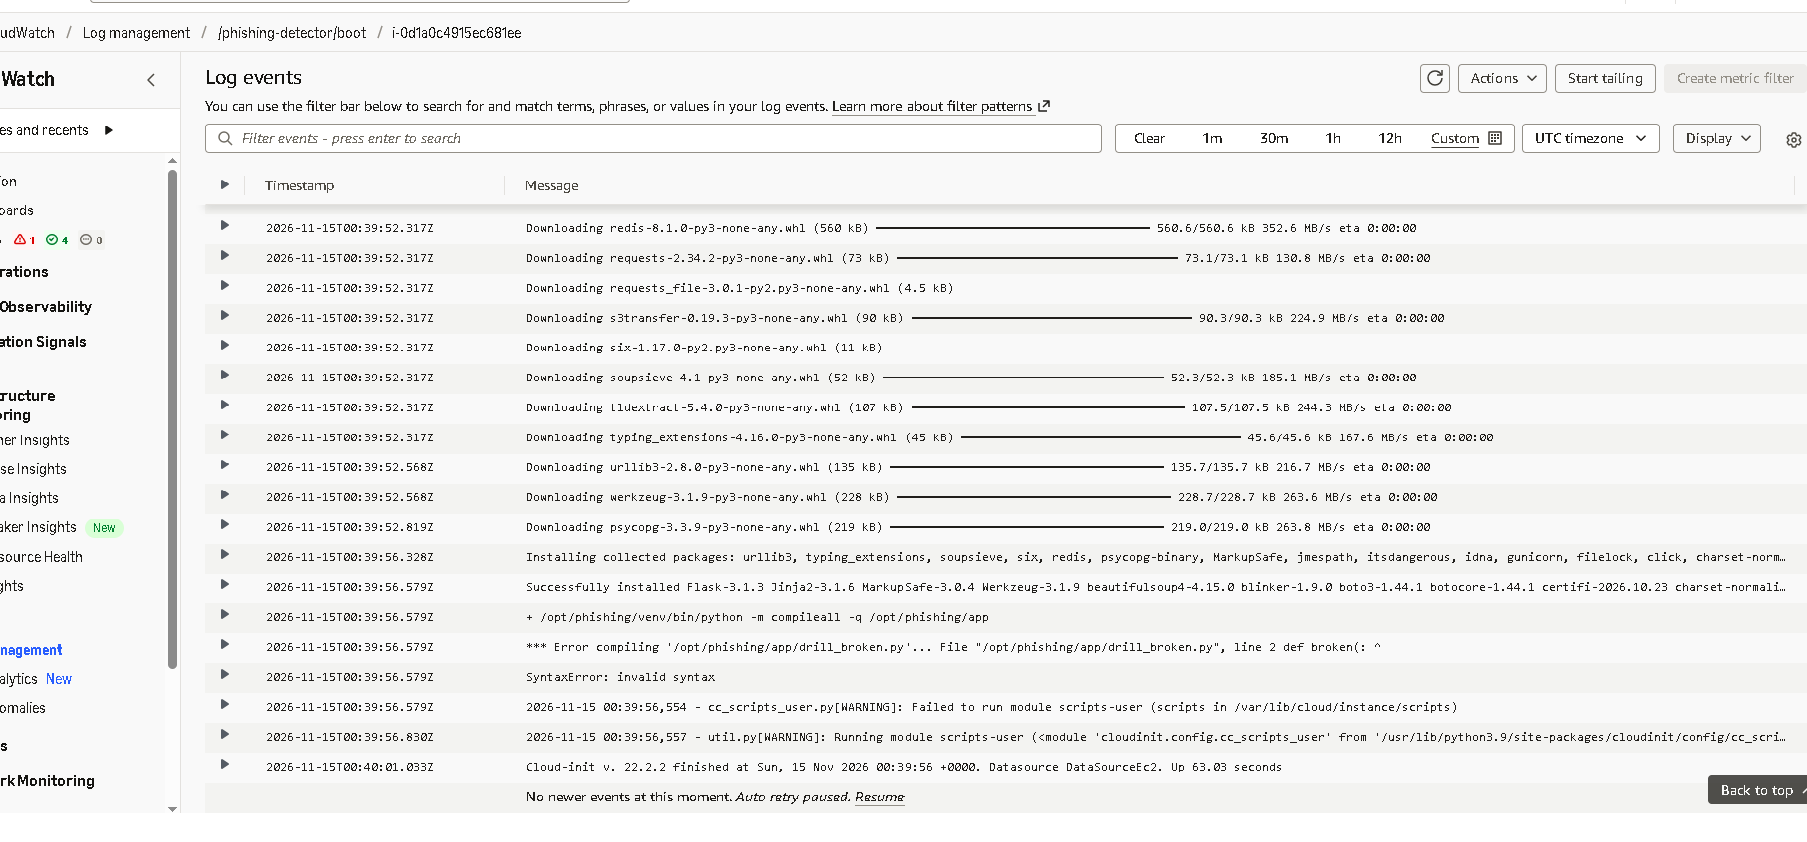 udWatch / Log management / /phishing-detector/boot / i-0d1a0c4915ec681ee
Watch
es and recents
ion
oards
1 4 0
rations
Observability
ation Signals
tructure
oring
ner Insights
se Insights
a Insights
aker Insights New
source Health
ghts
nagement
alytics New
omalies
s
rk Monitoring
Log events
Actions
Start tailing
Create metric filter
You can use the filter bar below to search for and match terms, phrases, or values in your log events. Learn more about filter patterns
Filter events - press enter to search
Clear 1m 30m 1h 12h Custom UTC timezone Display
Timestamp Message
2026-11-15T00:39:52.317Z Downloading redis-8.1.0-py3-none-any.whl (560 kB) 560.6/560.6 kB 352.6 MB/s eta 0:00:00
2026-11-15T00:39:52.317Z Downloading requests-2.34.2-py3-none-any.whl (73 kB) 73.1/73.1 kB 130.8 MB/s eta 0:00:00
2026-11-15T00:39:52.317Z Downloading requests_file-3.0.1-py2.py3-none-any.whl (4.5 kB)
2026-11-15T00:39:52.317Z Downloading s3transfer-0.19.3-py3-none-any.whl (90 kB) 90.3/90.3 kB 224.9 MB/s eta 0:00:00
2026-11-15T00:39:52.317Z Downloading six-1.17.0-py2.py3-none-any.whl (11 kB)
2026-11-15T00:39:52.317Z Downloading soupsieve-4.1-py3-none-any.whl (52 kB) 52.3/52.3 kB 185.1 MB/s eta 0:00:00
2026-11-15T00:39:52.317Z Downloading tldextract-5.4.0-py3-none-any.whl (107 kB) 107.5/107.5 kB 244.3 MB/s eta 0:00:00
2026-11-15T00:39:52.317Z Downloading typing_extensions-4.16.0-py3-none-any.whl (45 kB) 45.6/45.6 kB 167.6 MB/s eta 0:00:00
2026-11-15T00:39:52.568Z Downloading urllib3-2.8.0-py3-none-any.whl (135 kB) 135.7/135.7 kB 216.7 MB/s eta 0:00:00
2026-11-15T00:39:52.568Z Downloading werkzeug-3.1.9-py3-none-any.whl (228 kB) 228.7/228.7 kB 263.6 MB/s eta 0:00:00
2026-11-15T00:39:52.819Z Downloading psycopg-3.3.9-py3-none-any.whl (219 kB) 219.0/219.0 kB 263.8 MB/s eta 0:00:00
2026-11-15T00:39:56.328Z Installing collected packages: urllib3, typing_extensions, soupsieve, six, redis, psycopg-binary, MarkupSafe, jmespath, itsdangerous, idna, gunicorn, filelock, click, charset-norm…
2026-11-15T00:39:56.579Z Successfully installed Flask-3.1.3 Jinja2-3.1.6 MarkupSafe-3.0.4 Werkzeug-3.1.9 beautifulsoup4-4.15.0 blinker-1.9.0 boto3-1.44.1 botocore-1.44.1 certifi-2026.10.23 charset-normali…
2026-11-15T00:39:56.579Z + /opt/phishing/venv/bin/python -m compileall -q /opt/phishing/app
2026-11-15T00:39:56.579Z *** Error compiling '/opt/phishing/app/drill_broken.py'... File "/opt/phishing/app/drill_broken.py", line 2 def broken(: ^
2026-11-15T00:39:56.579Z SyntaxError: invalid syntax
2026-11-15T00:39:56.579Z 2026-11-15 00:39:56,554 - cc_scripts_user.py[WARNING]: Failed to run module scripts-user (scripts in /var/lib/cloud/instance/scripts)
2026-11-15T00:39:56.830Z 2026-11-15 00:39:56,557 - util.py[WARNING]: Running module scripts-user (<module 'cloudinit.config.cc_scripts_user' from '/usr/lib/python3.9/site-packages/cloudinit/config/cc_scri…
2026-11-15T00:40:01.033Z Cloud-init v. 22.2.2 finished at Sun, 15 Nov 2026 00:39:56 +0000. Datasource DataSourceEc2. Up 63.03 seconds
No newer events at this moment. Auto retry paused. Resume
Back to top